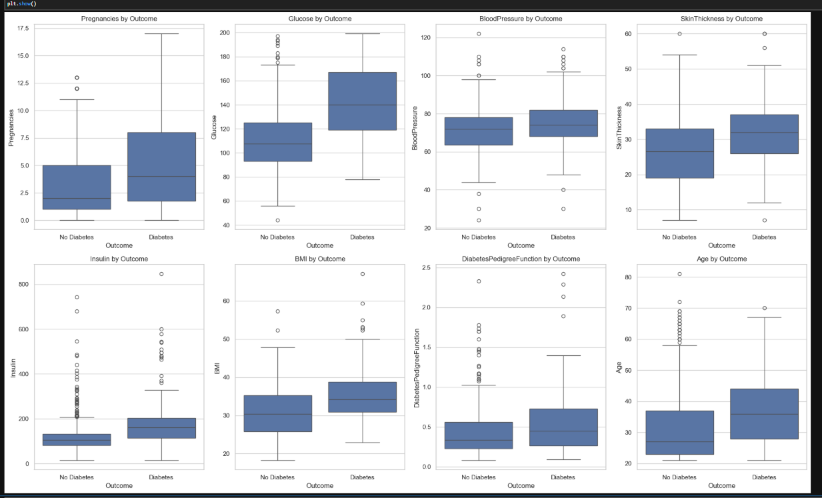 plt.show()
Pregnancies by Outcome
17.5
15.0
12.5
10.0
7.5
5.0
2.5
0.0
Pregnancies
No Diabetes
Diabetes
Outcome
Glucose by Outcome
200
180
160
140
120
100
80
60
40
Glucose
No Diabetes
Diabetes
Outcome
BloodPressure by Outcome
120
100
80
60
40
20
BloodPressure
No Diabetes
Diabetes
Outcome
SkinThickness by Outcome
60
50
40
30
20
10
SkinThickness
No Diabetes
Diabetes
Outcome
Insulin by Outcome
800
600
400
200
0
Insulin
No Diabetes
Diabetes
Outcome
BMI by Outcome
60
50
40
30
20
BMI
No Diabetes
Diabetes
Outcome
DiabetesPedigreeFunction by Outcome
2.5
2.0
1.5
1.0
0.5
0.0
DiabetesPedigreeFunction
No Diabetes
Diabetes
Outcome
Age by Outcome
80
70
60
50
40
30
20
Age
No Diabetes
Diabetes
Outcome